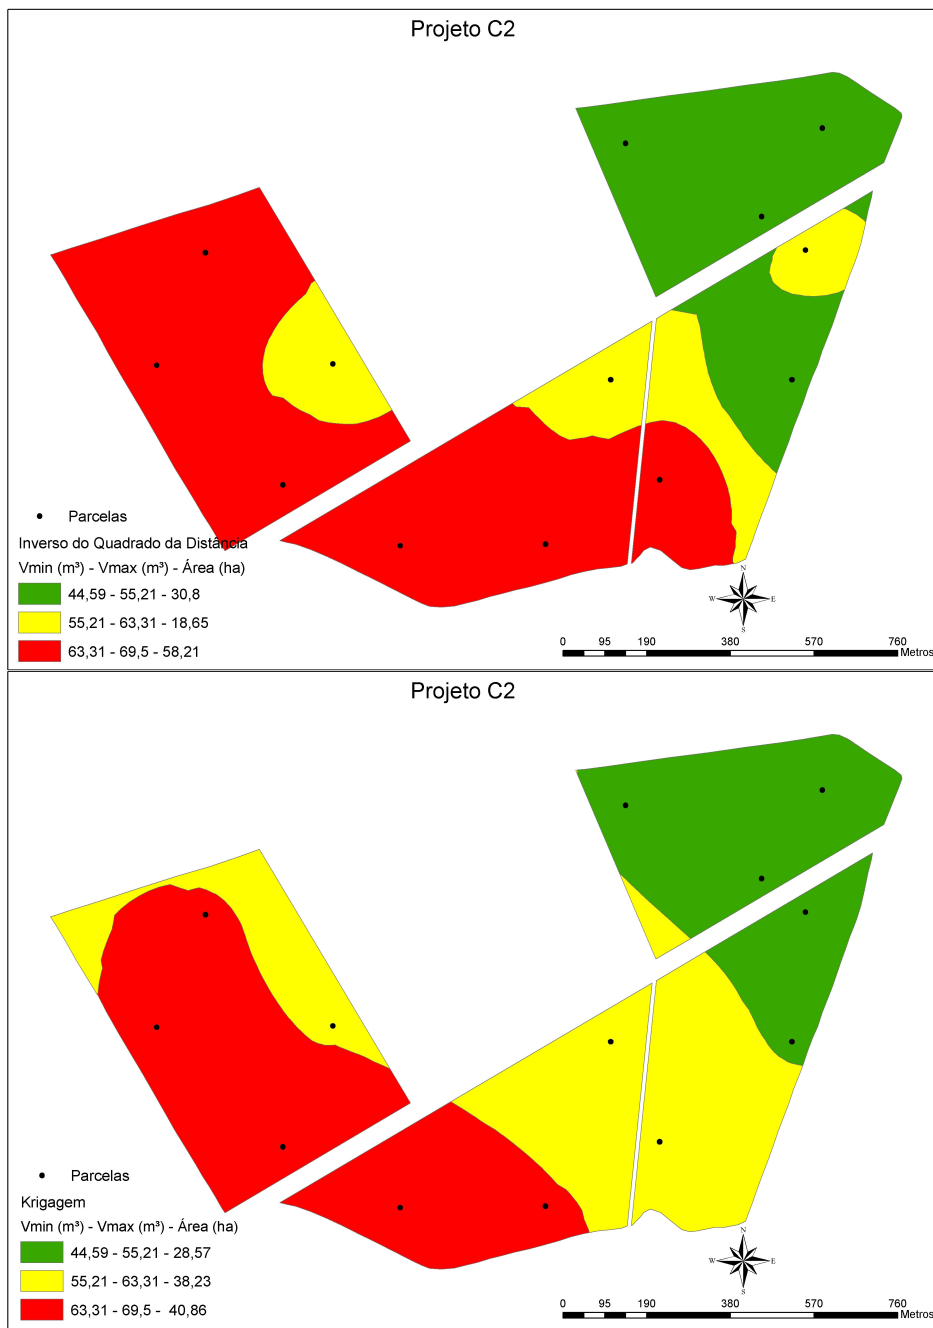 Projeto C2
Parcelas
Inverso do Quadrado da Distância
Vmin (m³) - Vmax (m³) - Área (ha)
44,59 - 55,21 - 30,8
55,21 - 63,31 - 18,65
63,31 - 69,5 - 58,21
N
W E
S
0 95 190 380 570 760
Metros
Projeto C2
Parcelas
Krigagem
Vmin (m³) - Vmax (m³) - Área (ha)
44,59 - 55,21 - 28,57
55,21 - 63,31 - 38,23
63,31 - 69,5 - 40,86
N
W E
S
0 95 190 380 570 760
Metros